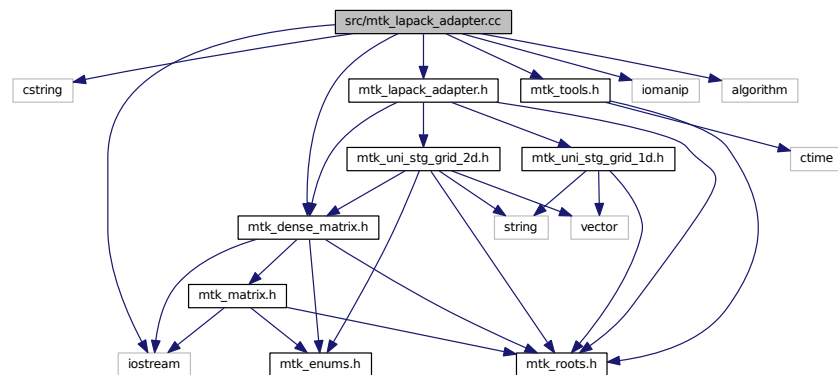 src/mtk_lapack_adapter.cc
cstring
mtk_lapack_adapter.h
mtk_tools.h
iomanip
algorithm
mtk_uni_stg_grid_2d.h
mtk_uni_stg_grid_1d.h
ctime
mtk_dense_matrix.h
string
vector
mtk_matrix.h
iostream
mtk_enums.h
mtk_roots.h